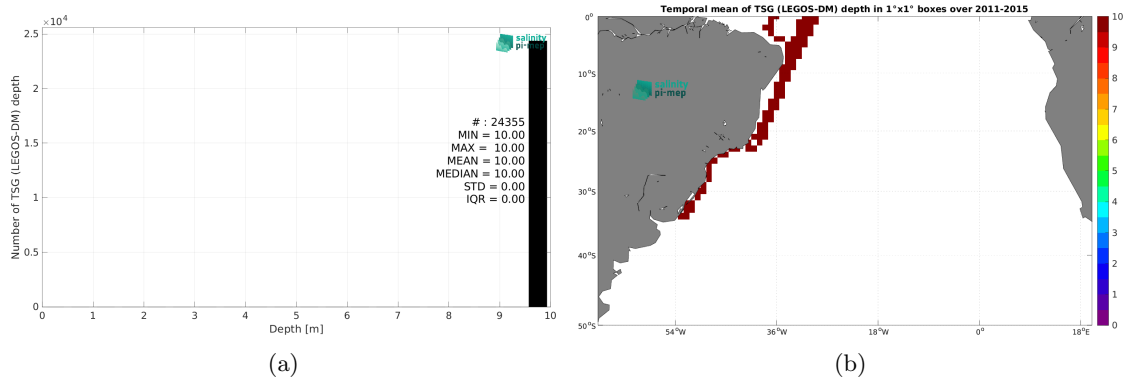 ×10⁴
2.5
2
1.5
1
0.5
0
Number of TSG (LEGOS-DM) depth
salinity
pi-mep
# : 24355
MIN = 10.00
MAX = 10.00
MEAN = 10.00
MEDIAN = 10.00
STD = 0.00
IQR = 0.00
0 1 2 3 4 5 6 7 8 9 10
Depth [m]
(a)
Temporal mean of TSG (LEGOS-DM) depth in 1°x1° boxes over 2011-2015
0°
10°S
20°S
30°S
40°S
50°S
salinity
pi-mep
54°W 36°W 18°W 0° 18°E
10
9
8
7
6
5
4
3
2
1
0
(b)